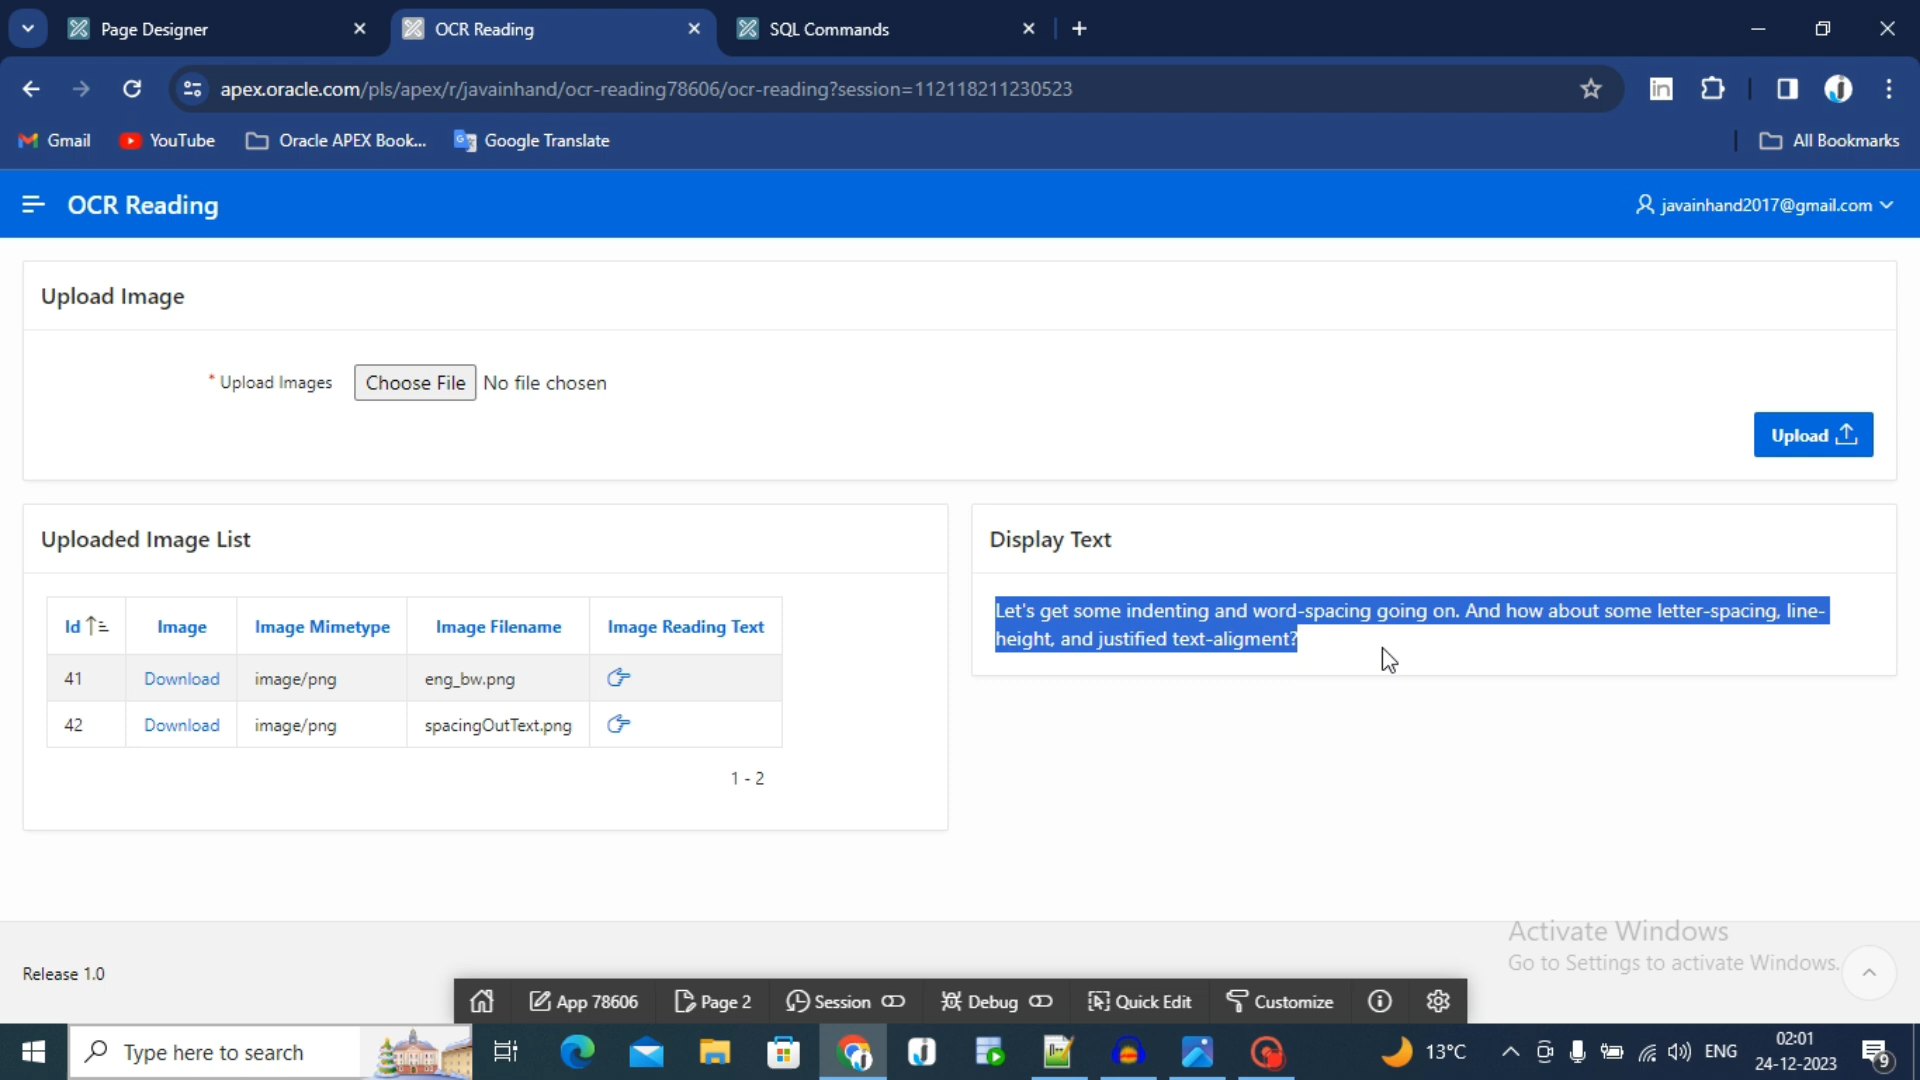 Page Designer
OCR Reading
SQL Commands
apex.oracle.com/pls/apex/r/javainhand/ocr-reading78606/ocr-reading?session=112118211230523
Gmail
YouTube
Oracle APEX Book...
Google Translate
All Bookmarks
OCR Reading
javainhand2017@gmail.com
Upload Image
* Upload Images
Choose File No file chosen
Upload
Uploaded Image List
Id Image Image Mimetype Image Filename Image Reading Text
41 Download image/png eng_bw.png
42 Download image/png spacingOutText.png
1 - 2
Display Text
Let's get some indenting and word-spacing going on. And how about some letter-spacing, line-
height, and justified text-aligment?
Activate Windows
Go to Settings to activate Windows.
Release 1.0
App 78606
Page 2
Session
Debug
Quick Edit
Customize
Type here to search
13°C
ENG
02:01
24-12-2023
9